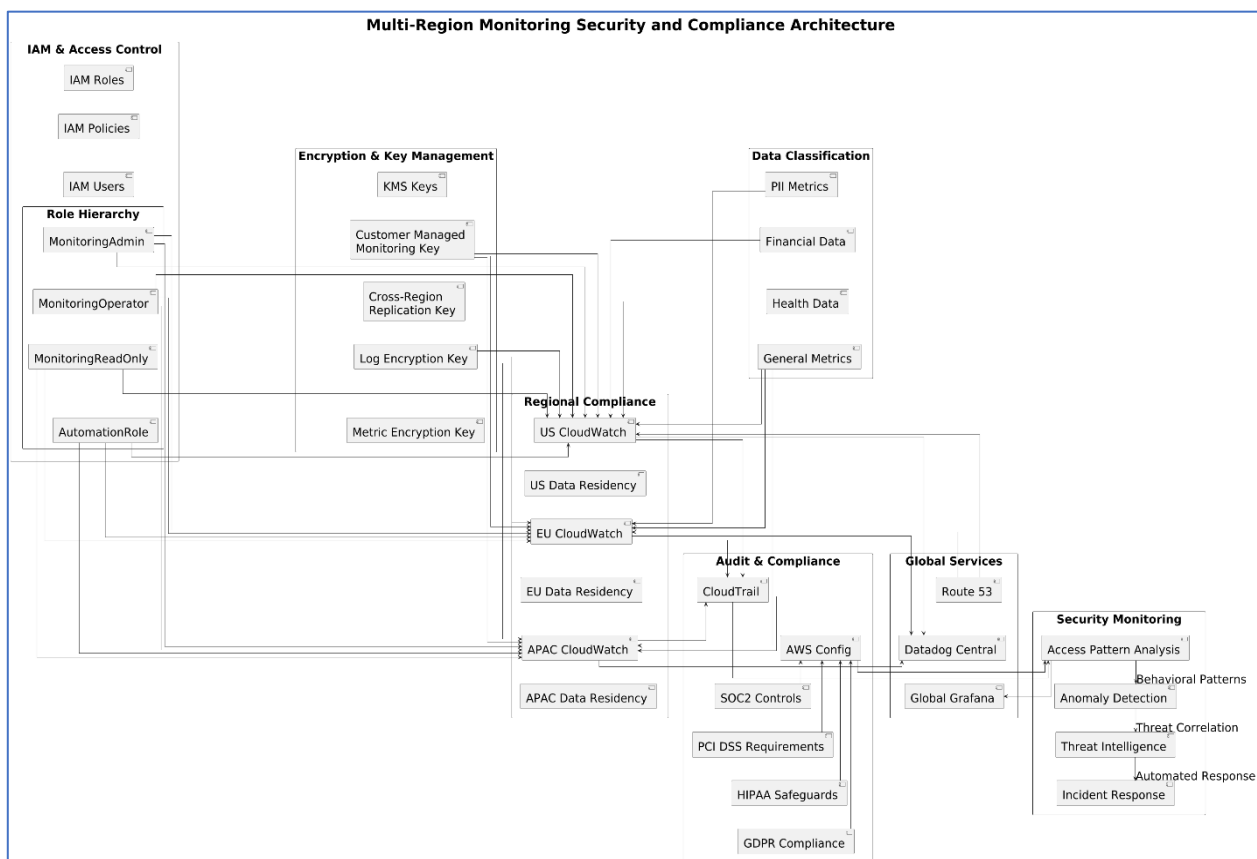 Multi-Region Monitoring Security and Compliance Architecture
IAM & Access Control
IAM Roles
IAM Policies
IAM Users
Role Hierarchy
MonitoringAdmin
MonitoringOperator
MonitoringReadOnly
AutomationRole
Encryption & Key Management
KMS Keys
Customer Managed
Monitoring Key
Cross-Region
Replication Key
Log Encryption Key
Metric Encryption Key
Data Classification
PII Metrics
Financial Data
Health Data
General Metrics
Regional Compliance
US CloudWatch
US Data Residency
EU CloudWatch
EU Data Residency
APAC CloudWatch
APAC Data Residency
Audit & Compliance
CloudTrail
AWS Config
SOC2 Controls
PCI DSS Requirements
HIPAA Safeguards
GDPR Compliance
Global Services
Route 53
Datadog Central
Global Grafana
Security Monitoring
Access Pattern Analysis
Behavioral Patterns
Anomaly Detection
Threat Correlation
Threat Intelligence
Automated Response
Incident Response